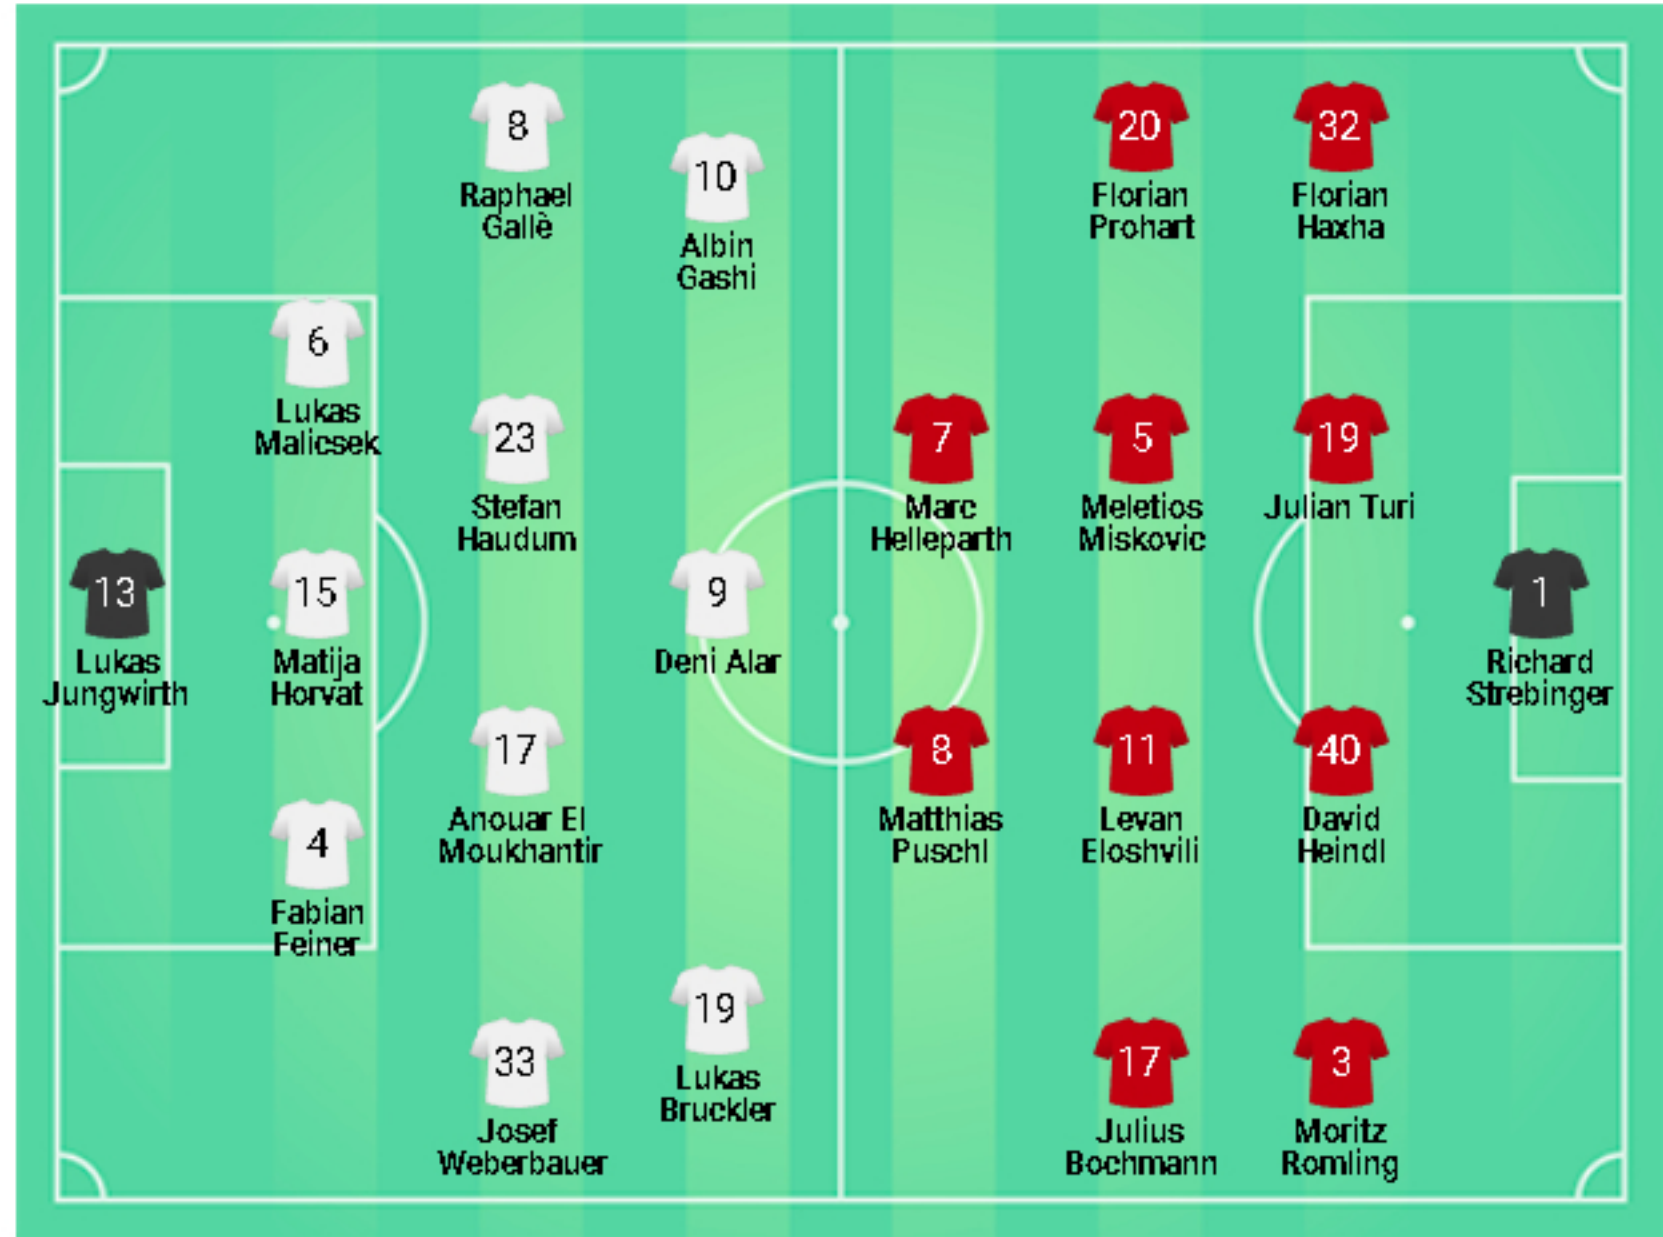 8
Raphael
Gallè
10
Albin
Gashi
6
Lukas
Malicsek
23
Stefan
Haudum
13
Lukas
Jungwirth
15
Matija
Horvat
9
Deni Alar
17
Anouar El
Moukhantir
4
Fabian
Feiner
33
Josef
Weberbauer
19
Lukas
Bruckler
20
Florian
Prohart
32
Florian
Haxha
7
Marc
Helleparth
5
Meletios
Miskovic
19
Julian Turi
1
Richard
Strebinger
8
Matthias
Puschl
11
Levan
Eloshvili
40
David
Heindl
17
Julius
Bochmann
3
Moritz
Romling